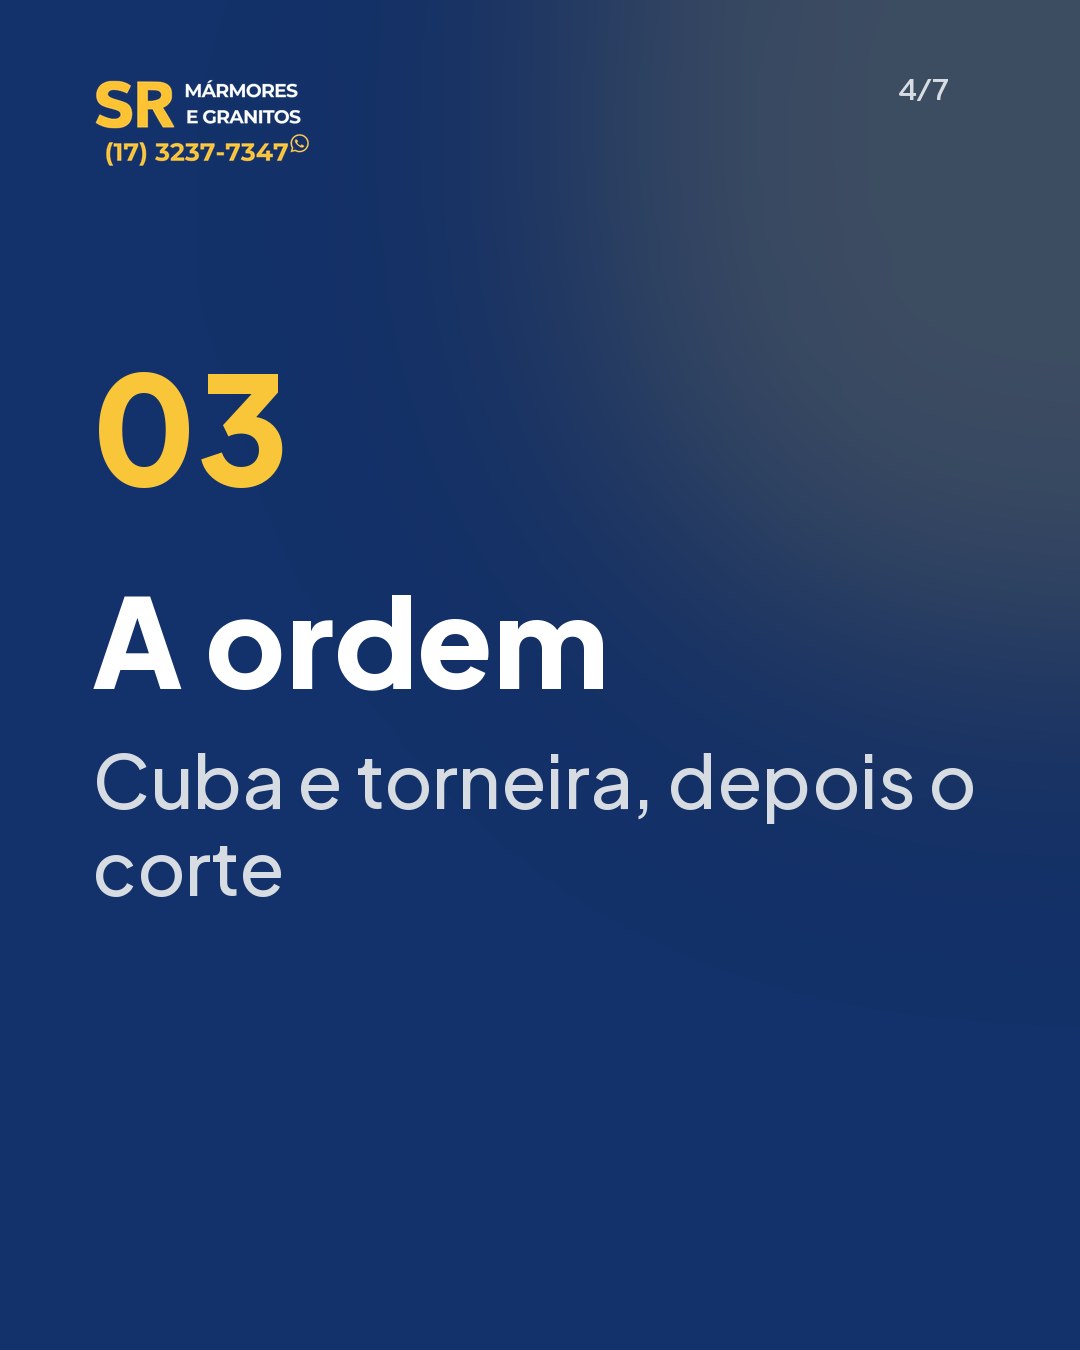 SR MÁRMORES
E GRANITOS
(17) 3237-7347
4/7
03
A ordem
Cuba e torneira, depois o
corte